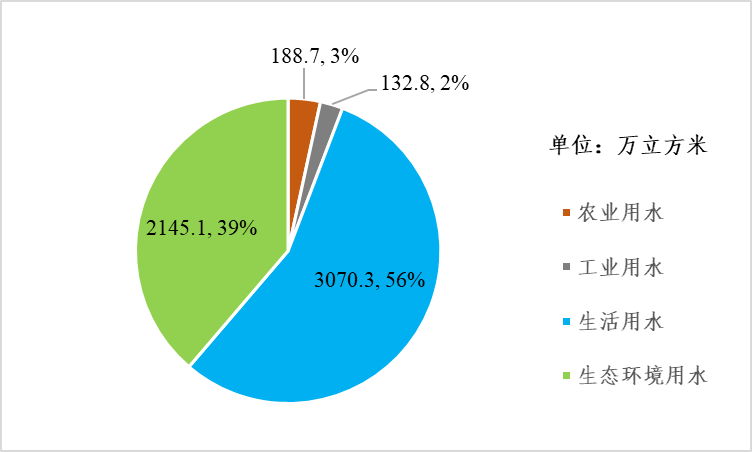 188.7, 3%
132.8, 2%
单位：万立方米
2145.1, 39%
农业用水
工业用水
3070.3, 56%
生活用水
生态环境用水